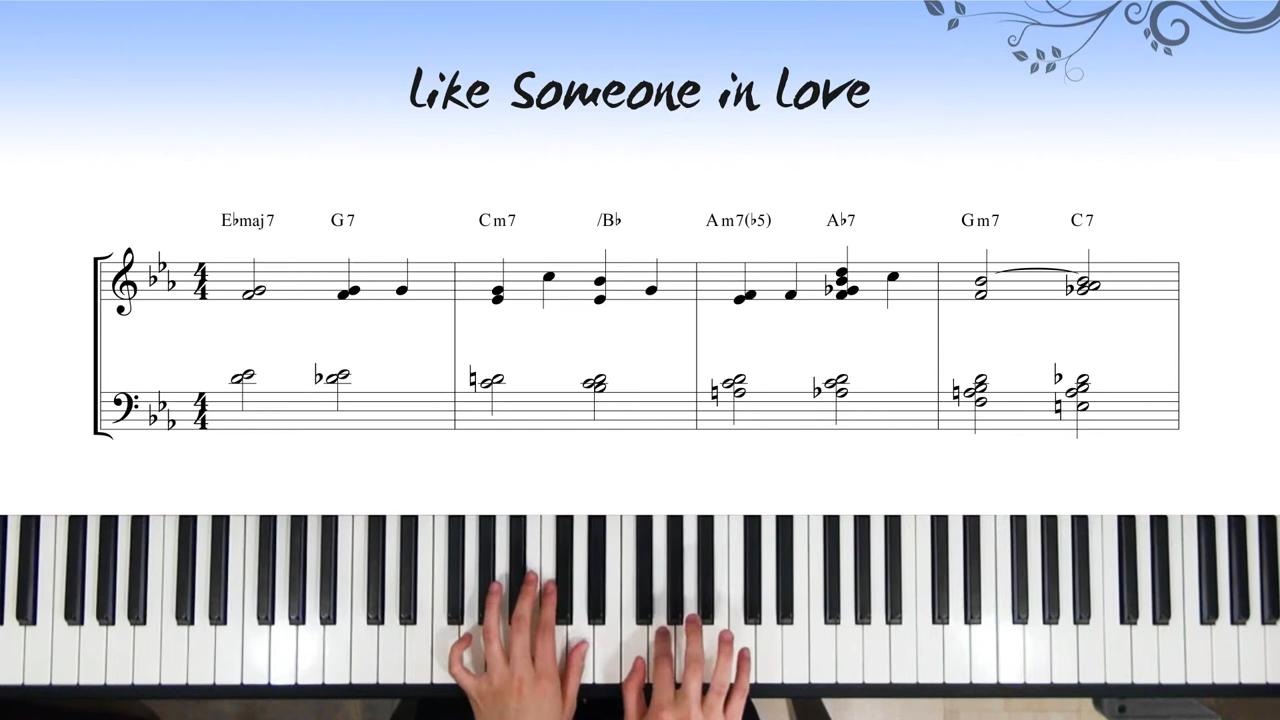 Like Someone in Love
E♭maj7 G7 Cm7 /B♭ Am7(♭5) A♭7 Gm7 C7
4 4
4 4